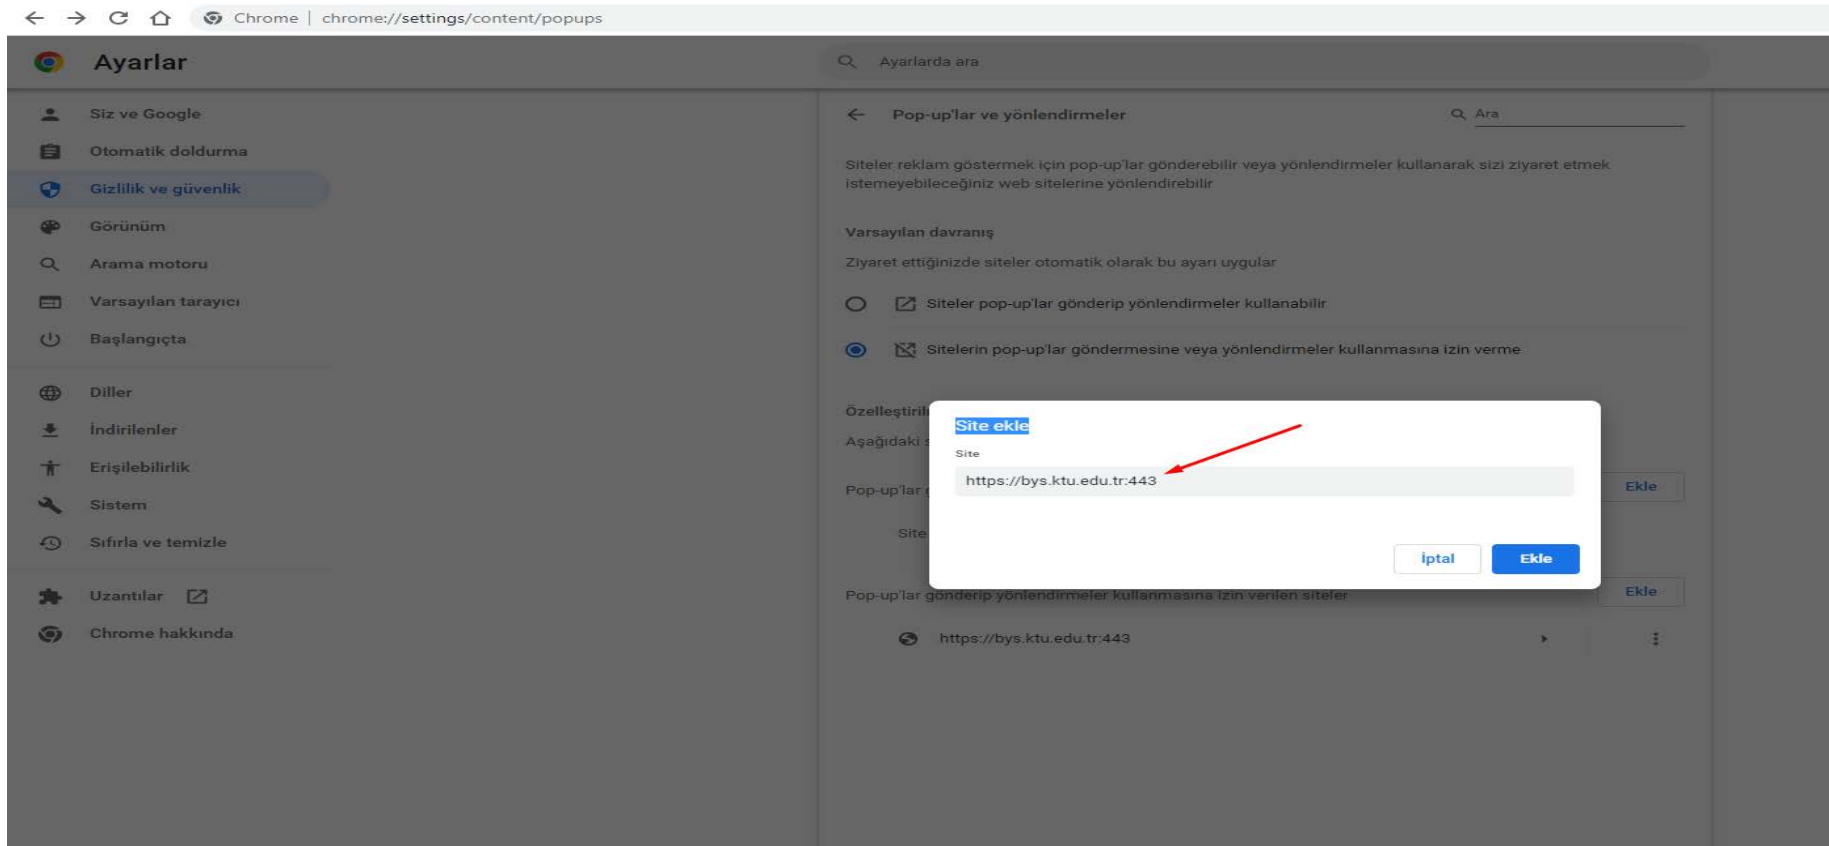 Chrome | chrome://settings/content/popups
Ayarlar
Ayarlarda ara
Siz ve Google
Otomatik doldurma
Gizlilik ve güvenlik
Görünüm
Arama motoru
Varsayılan tarayıcı
Başlangıçta
Diller
İndirilenler
Erişilebilirlik
Sistem
Sıfırla ve temizle
Uzantılar
Chrome hakkında
Pop-up'lar ve yönlendirmeler
Ara
Siteler reklam göstermek için pop-up'lar gönderebilir veya yönlendirmeler kullanarak sizi ziyaret etmek
istemeyebileceğiniz web sitelerine yönlendirebilir
Varsayılan davranış
Ziyaret ettiğinizde siteler otomatik olarak bu ayarı uygular
Siteler pop-up'lar gönderip yönlendirmeler kullanabilir
Sitelerin pop-up'lar göndermesine veya yönlendirmeler kullanmasına izin verme
Aşağıdaki
Site ekle
Site
https://bys.ktu.edu.tr:443
İptal
Ekle
Pop-up'lar
Ekle
Site
Pop-up'lar gönderip yönlendirmeler kullanmasına izin verilen siteler
Ekle
https://bys.ktu.edu.tr:443